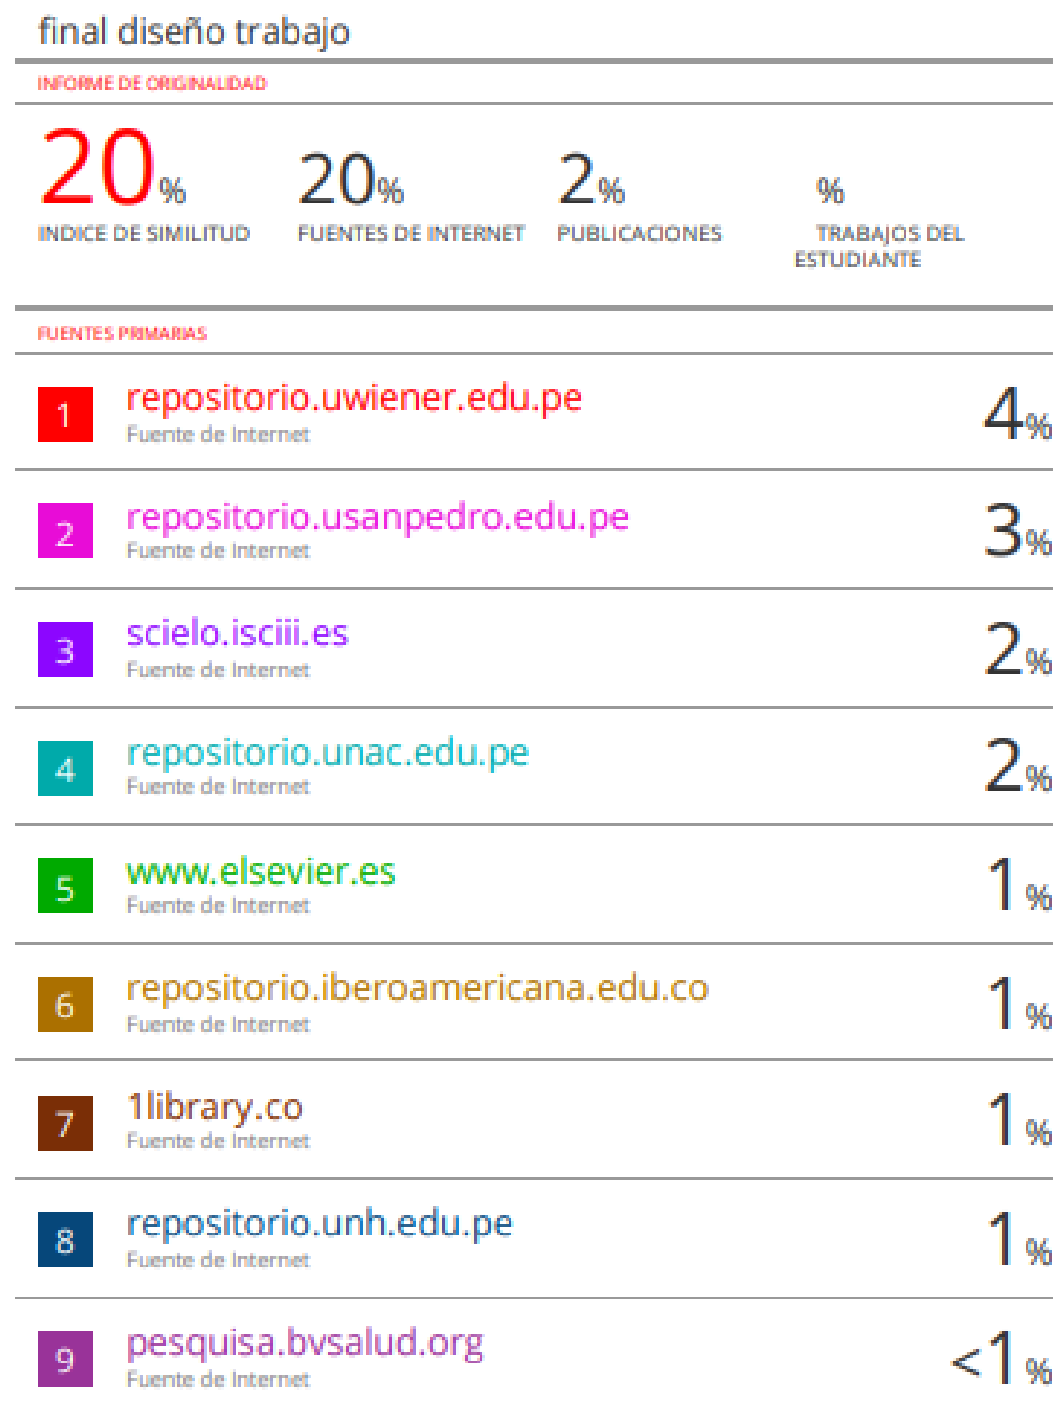 final diseño trabajo
INFORME DE ORIGINALIDAD
20% 20% 2% %
INDICE DE SIMILITUD FUENTES DE INTERNET PUBLICACIONES TRABAJOS DEL
ESTUDIANTE
FUENTES PRIMARIAS
1 repositorio.uwiener.edu.pe 4%
Fuente de Internet
2 repositorio.usanpedro.edu.pe 3%
Fuente de Internet
3 scielo.isciii.es 2%
Fuente de Internet
4 repositorio.unac.edu.pe 2%
Fuente de Internet
5 www.elsevier.es 1%
Fuente de Internet
6 repositorio.iberoamericana.edu.co 1%
Fuente de Internet
7 1library.co 1%
Fuente de Internet
8 repositorio.unh.edu.pe 1%
Fuente de Internet
9 pesquisa.bvsalud.org <1%
Fuente de Internet